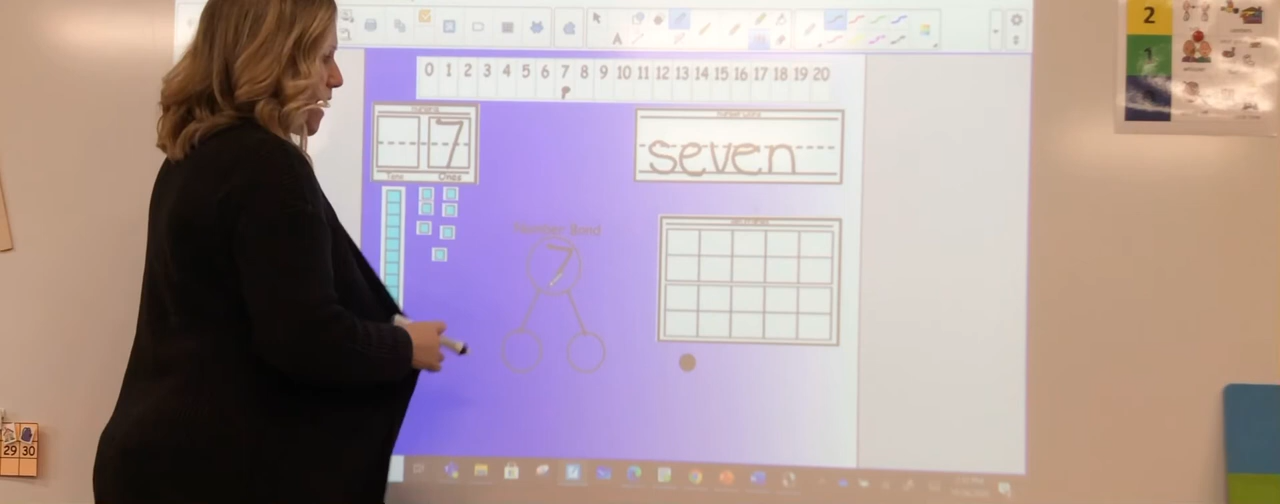 0 1 2 3 4 5 6 7 8 9 10 11 12 13 14 15 16 17 18 19 20
7
Tens Ones
seven
Number Bond
7
2
29 30